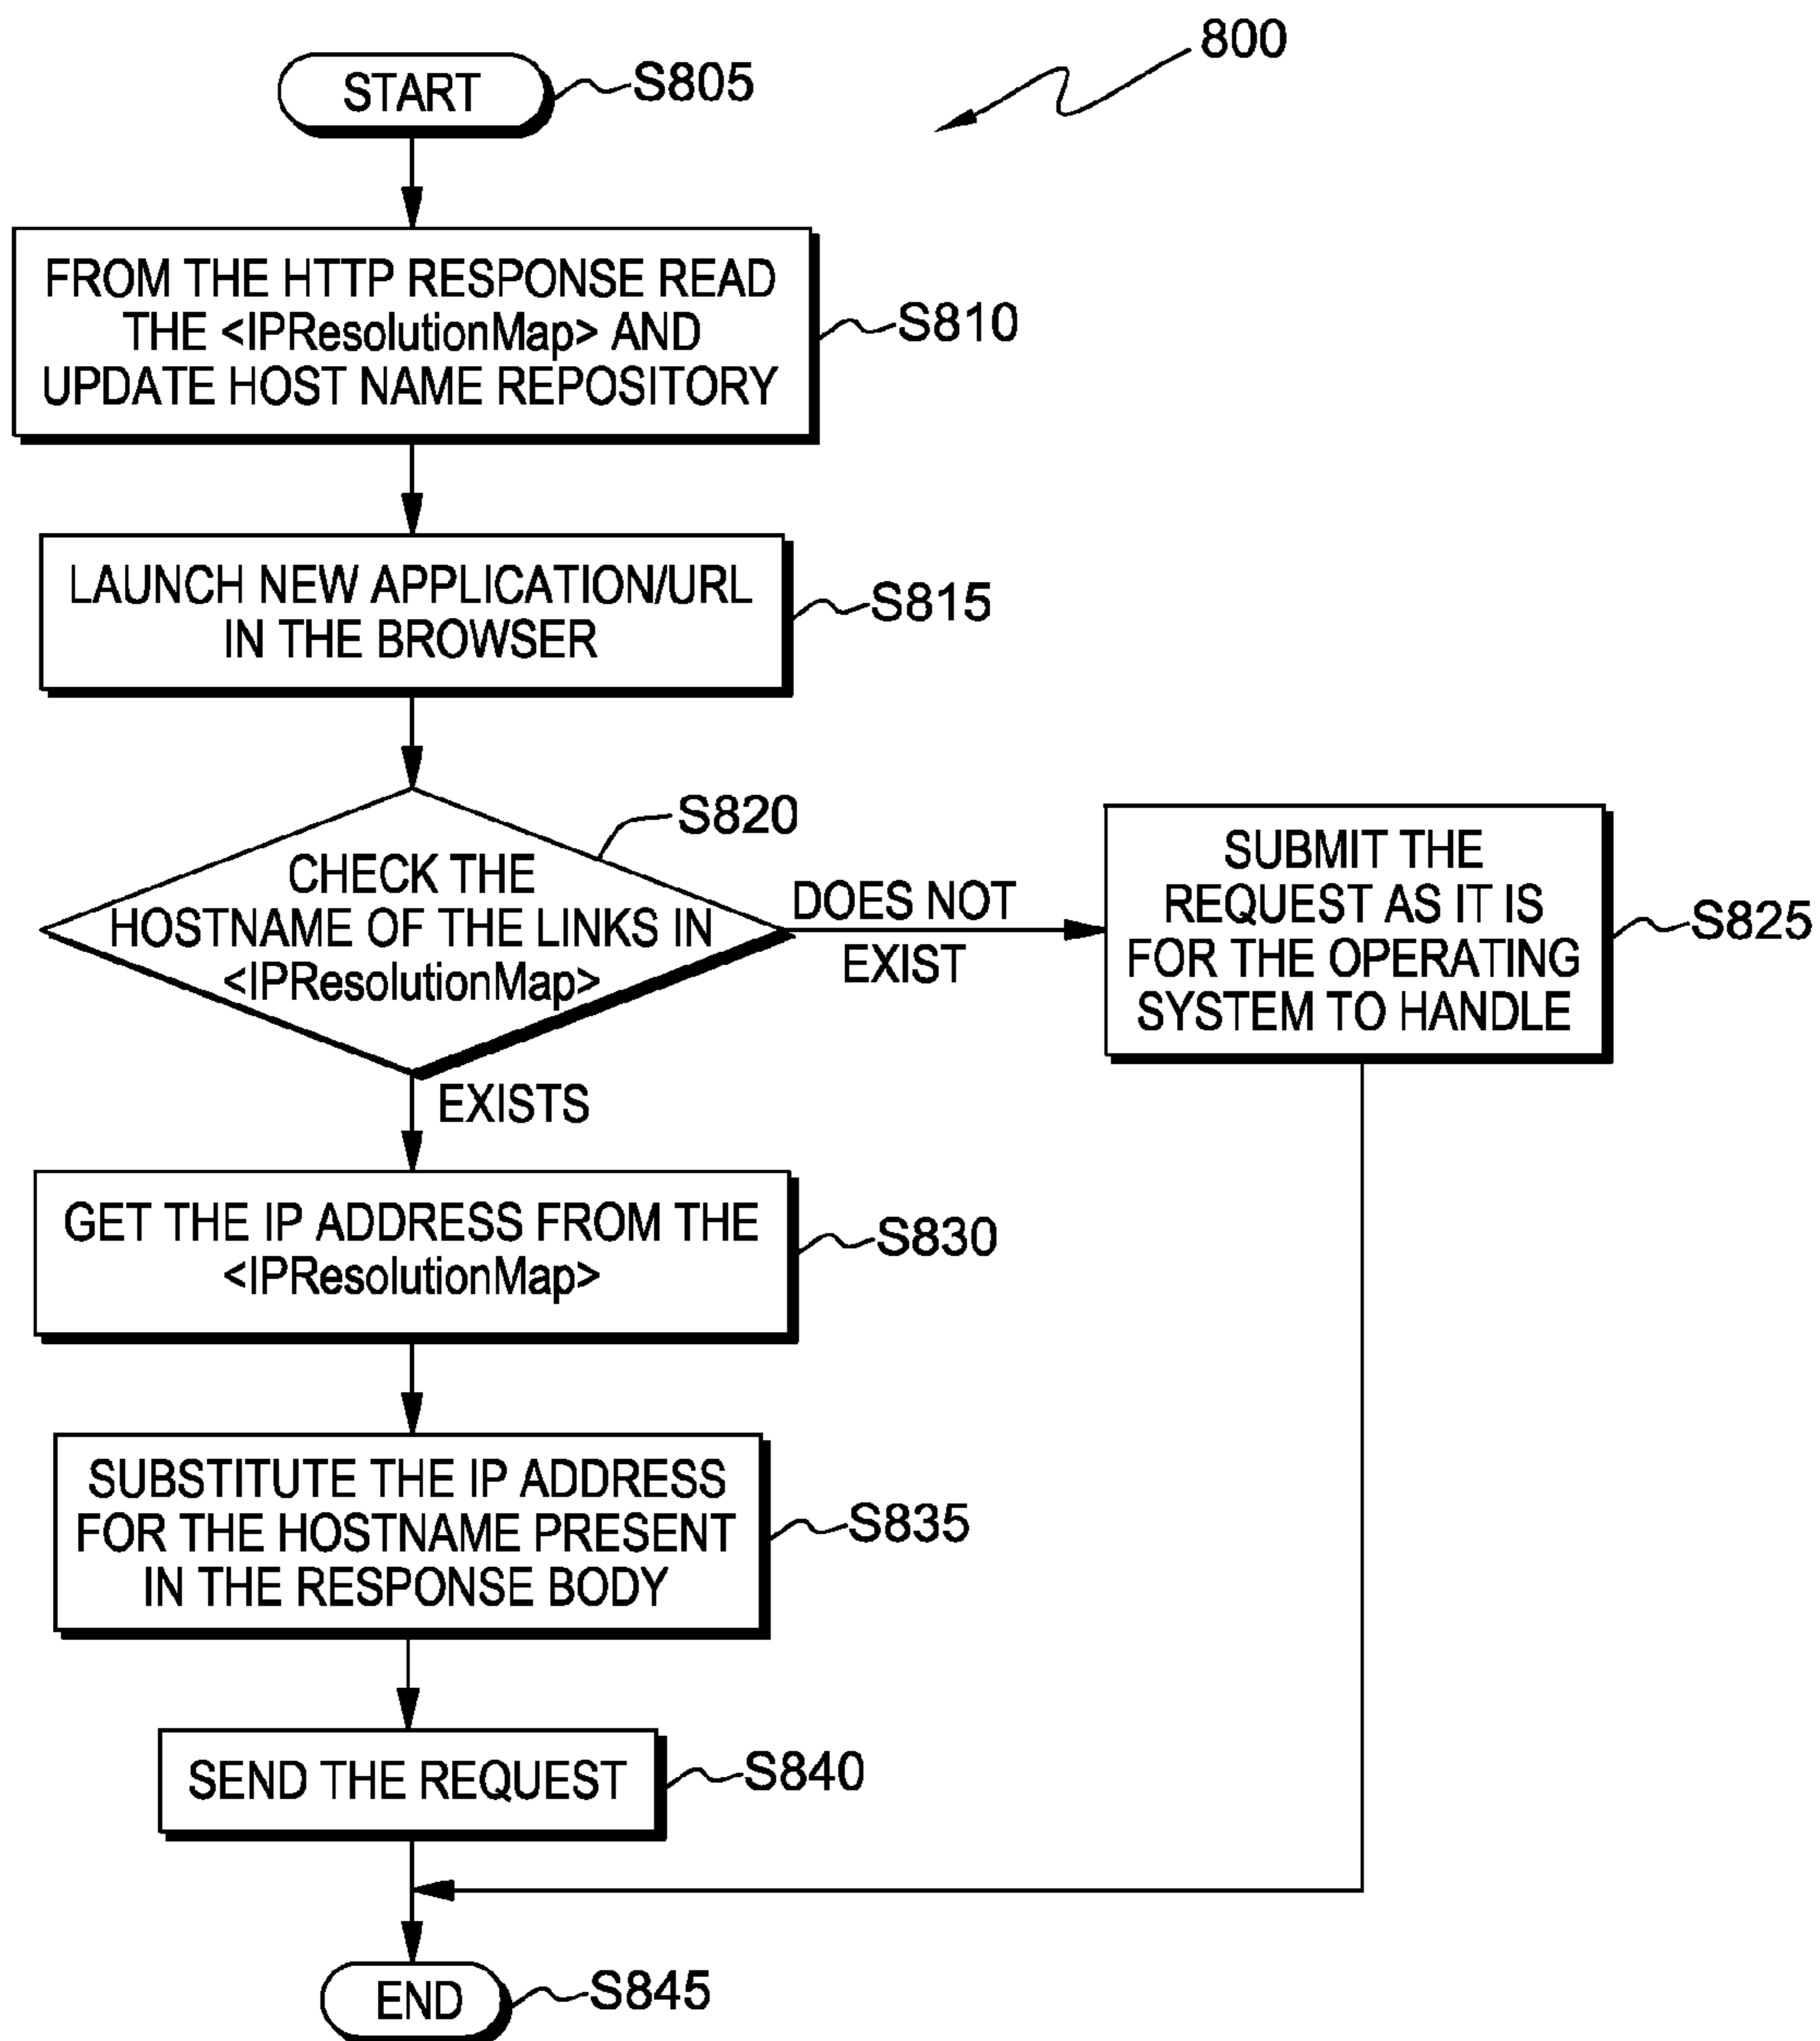 800
START
S805
FROM THE HTTP RESPONSE READ
THE <IPResolutionMap> AND
UPDATE HOST NAME REPOSITORY
S810
LAUNCH NEW APPLICATION/URL
IN THE BROWSER
S815
S820
CHECK THE
HOSTNAME OF THE LINKS IN
<IPResolutionMap>
DOES NOT
EXIST
SUBMIT THE
REQUEST AS IT IS
FOR THE OPERATING
SYSTEM TO HANDLE
S825
EXISTS
GET THE IP ADDRESS FROM THE
<IPResolutionMap>
S830
SUBSTITUTE THE IP ADDRESS
FOR THE HOSTNAME PRESENT
IN THE RESPONSE BODY
S835
SEND THE REQUEST
S840
END
S845